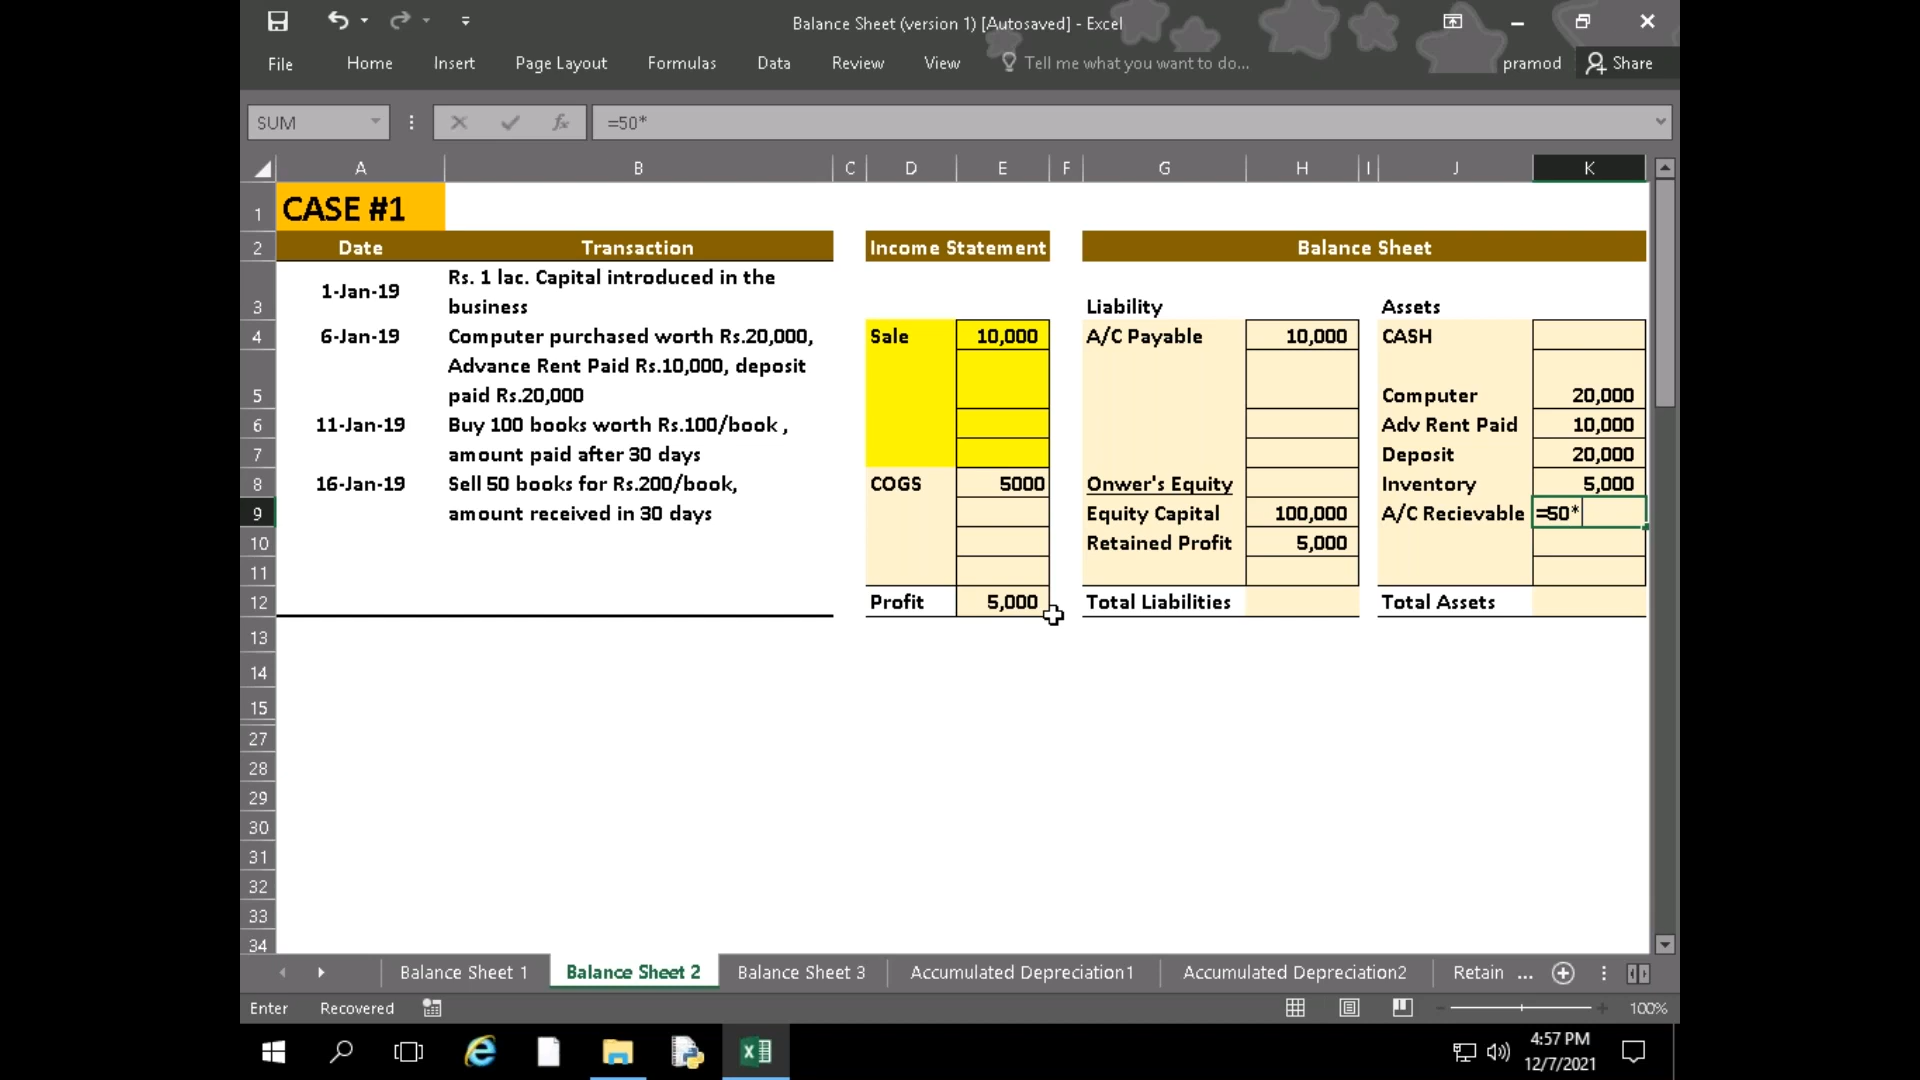 Balance Sheet (version 1) [Autosaved] - Excel
File Home Insert Page Layout Formulas Data Review View Tell me what you want to do... pramod Share
SUM =50*
A B C D E F G H I J K
1 CASE #1
2 Date Transaction Income Statement Balance Sheet
Rs. 1 lac. Capital introduced in the
1-Jan-19
3 business Liability Assets
4 6-Jan-19 Computer purchased worth Rs.20,000, Sale 10,000 A/C Payable 10,000 CASH
Advance Rent Paid Rs.10,000, deposit
5 paid Rs.20,000 Computer 20,000
6 11-Jan-19 Buy 100 books worth Rs.100/book , Adv Rent Paid 10,000
7 amount paid after 30 days Deposit 20,000
8 16-Jan-19 Sell 50 books for Rs.200/book, COGS 5000 Onwer's Equity Inventory 5,000
9 amount received in 30 days Equity Capital 100,000 A/C Recievable =50*
10 Retained Profit 5,000
11
12 Profit 5,000 Total Liabilities Total Assets
13
14
15
27
28
29
30
31
32
33
34
Balance Sheet 1 Balance Sheet 2 Balance Sheet 3 Accumulated Depreciation1 Accumulated Depreciation2 Retain ...
Enter Recovered 100%
4:57 PM
12/7/2021